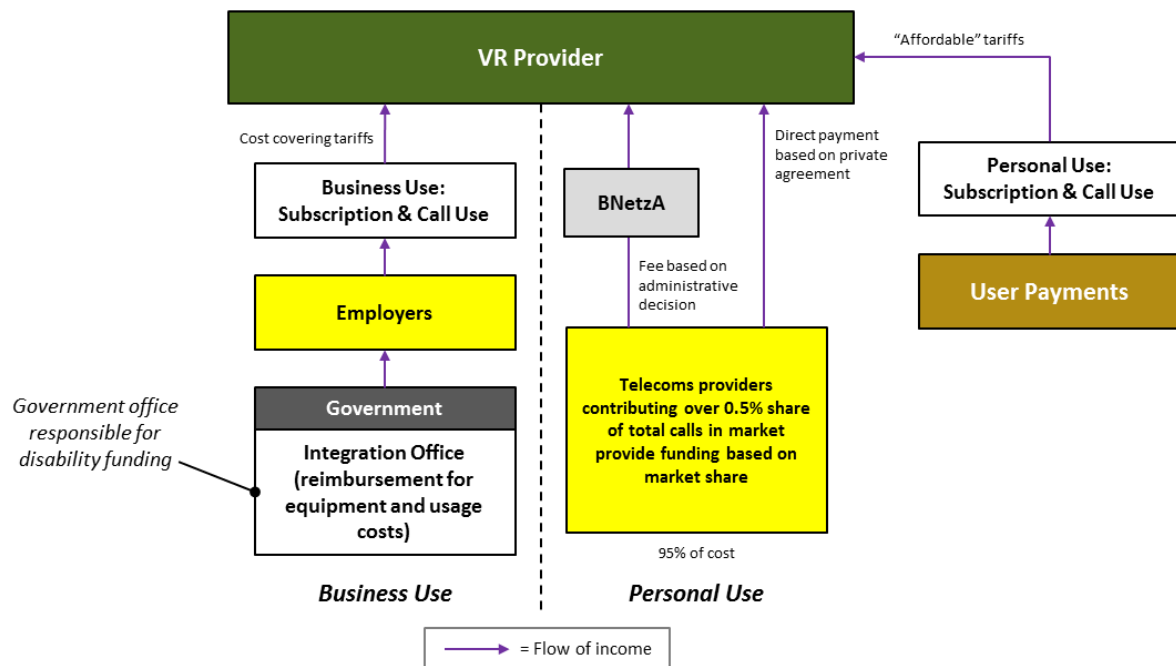 VR Provider
“Affordable” tariffs
Cost covering tariffs
Direct payment
based on private
agreement
Business Use:
Subscription & Call Use
BNetzA
Personal Use:
Subscription & Call Use
Fee based on
administrative
decision
Employers
User Payments
Government office
responsible for
disability funding
Government
Integration Office
(reimbursement for
equipment and usage
costs)
Telecoms providers
contributing over 0.5% share
of total calls in market
provide funding based on
market share
95% of cost
Business Use
Personal Use
= Flow of income